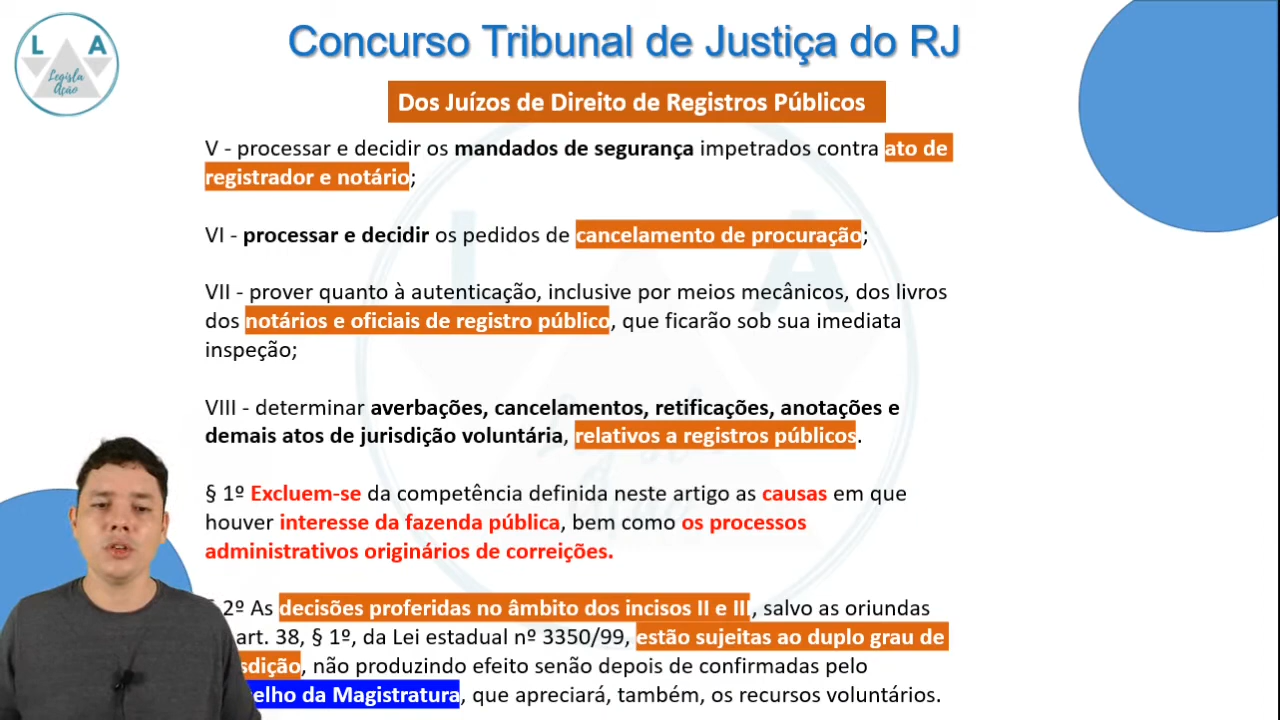 L A
Legisla
Ação
Concurso Tribunal de Justiça do RJ
Dos Juízos de Direito de Registros Públicos
V - processar e decidir os mandados de segurança impetrados contra ato de
registrador e notário;
VI - processar e decidir os pedidos de cancelamento de procuração;
VII - prover quanto à autenticação, inclusive por meios mecânicos, dos livros
dos notários e oficiais de registro público, que ficarão sob sua imediata
inspeção;
VIII - determinar averbações, cancelamentos, retificações, anotações e
demais atos de jurisdição voluntária, relativos a registros públicos.
§ 1º Excluem-se da competência definida neste artigo as causas em que
houver interesse da fazenda pública, bem como os processos
administrativos originários de correições.
2º As decisões proferidas no âmbito dos incisos II e III, salvo as oriundas
art. 38, § 1º, da Lei estadual nº 3350/99, estão sujeitas ao duplo grau de
sdição, não produzindo efeito senão depois de confirmadas pelo
elho da Magistratura, que apreciará, também, os recursos voluntários.